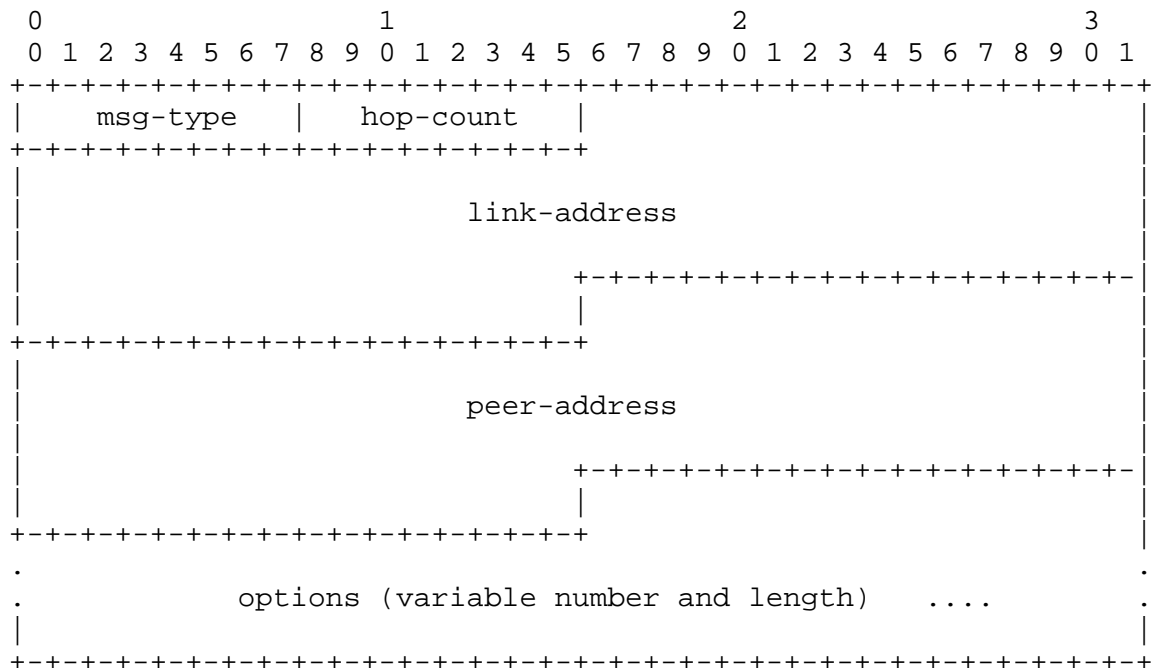 0                   1                   2                   3
0 1 2 3 4 5 6 7 8 9 0 1 2 3 4 5 6 7 8 9 0 1 2 3 4 5 6 7 8 9 0 1
+-+-+-+-+-+-+-+-+-+-+-+-+-+-+-+-+-+-+-+-+-+-+-+-+-+-+-+-+-+-+-+-+
|    msg-type   |   hop-count   |                               |
+-+-+-+-+-+-+-+-+-+-+-+-+-+-+-+-+                               |
|                                                               |
|                         link-address                          |
|                                                               |
|                               +-+-+-+-+-+-+-+-+-+-+-+-+-+-+-+-|
|                               |                               |
+-+-+-+-+-+-+-+-+-+-+-+-+-+-+-+-+                               |
|                                                               |
|                         peer-address                          |
|                                                               |
|                               +-+-+-+-+-+-+-+-+-+-+-+-+-+-+-+-|
|                               |                               |
+-+-+-+-+-+-+-+-+-+-+-+-+-+-+-+-+                               |
.                                                               .
.            options (variable number and length)   ....        .
|                                                               |
+-+-+-+-+-+-+-+-+-+-+-+-+-+-+-+-+-+-+-+-+-+-+-+-+-+-+-+-+-+-+-+-+